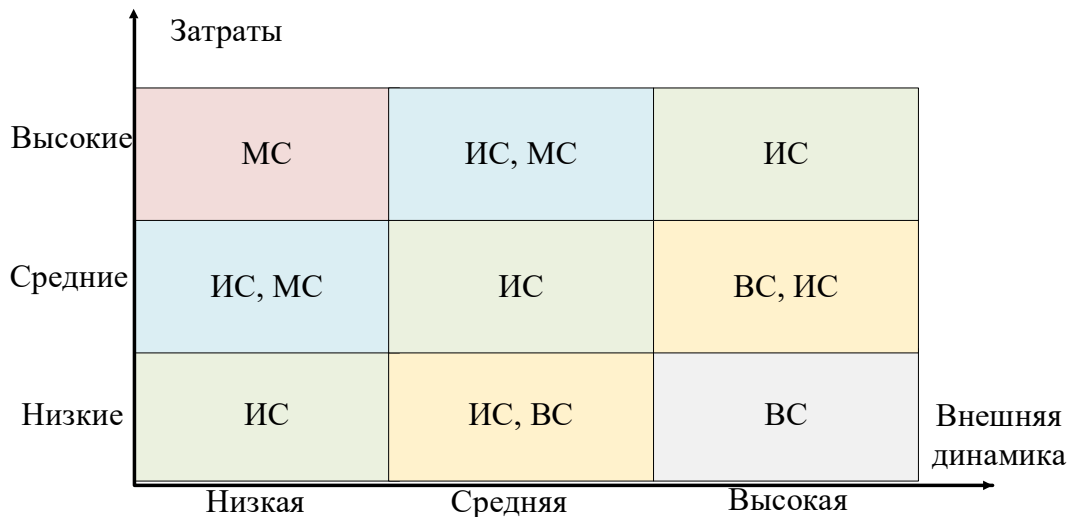 Затраты
Высокие
МС
ИС, МС
ИС
Средние
ИС, МС
ИС
ВС, ИС
Низкие
ИС
ИС, ВС
ВС
Внешняя
динамика
Низкая
Средняя
Высокая